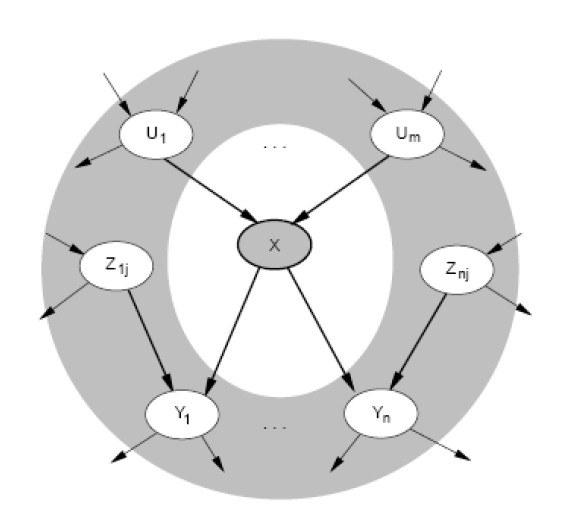 U1 ... Um
X
Z1j Znj
Y1 ... Yn